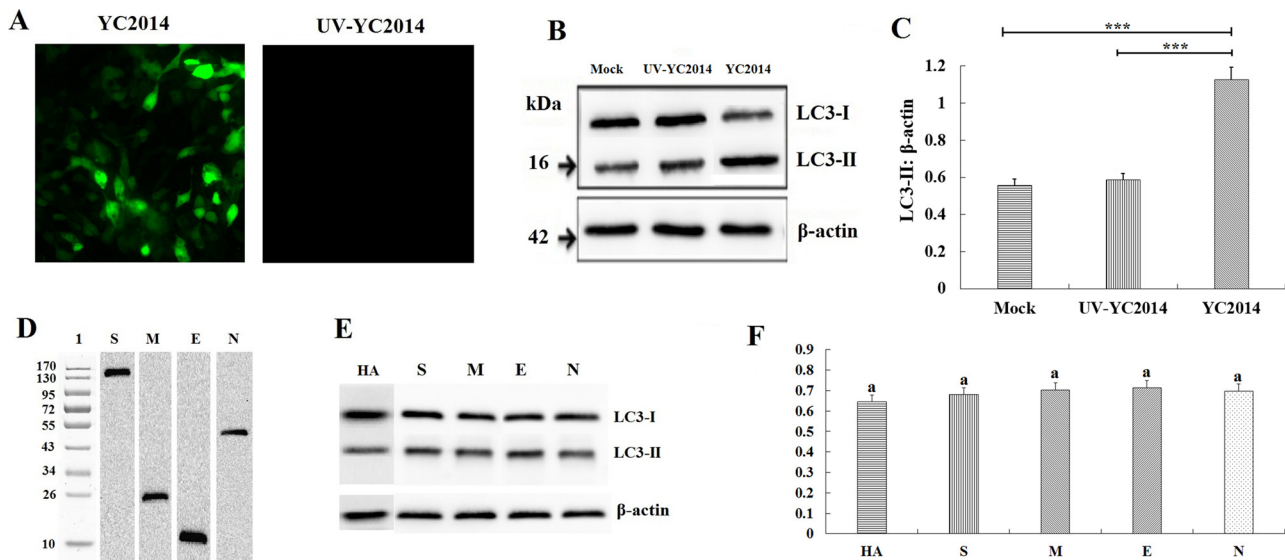 A
YC2014
UV-YC2014
B
Mock UV-YC2014 YC2014
kDa
LC3-I
16
LC3-II
42
β-actin
C
***
***
LC3-II: β-actin
1.2
1
0.8
0.6
0.4
0.2
0
Mock UV-YC2014 YC2014
D
1 S M E N
170
130
95
72
55
43
34
26
10
E
HA S M E N
LC3-I
LC3-II
β-actin
F
0.9
0.8
0.7
0.6
0.5
0.4
0.3
0.2
0.1
0
a a a a a
HA S M E N